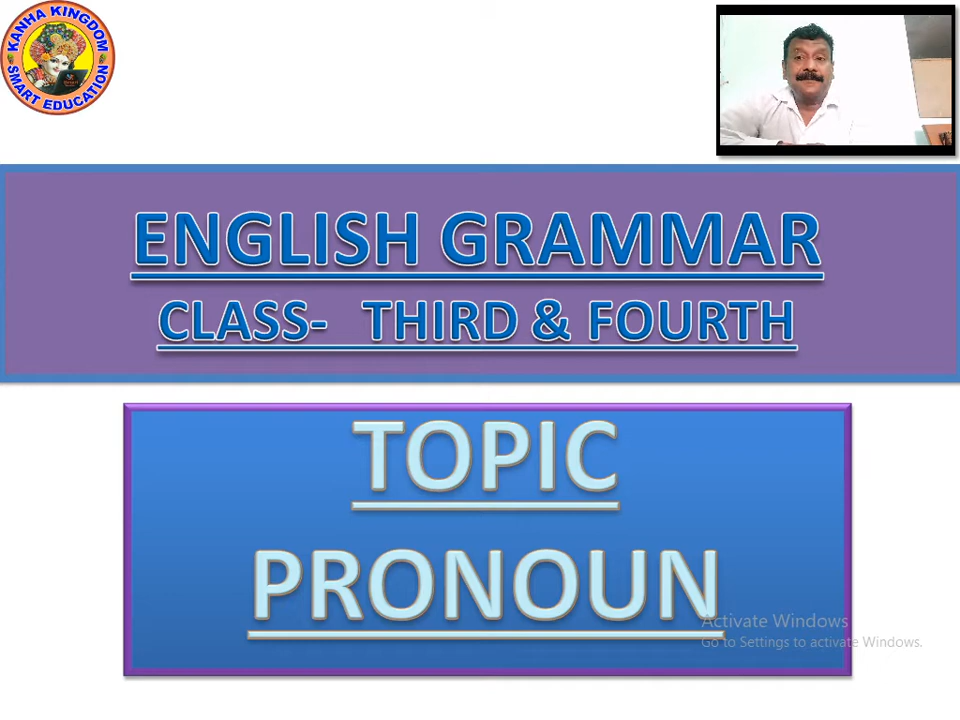 KANHA KINGDOM
SMART EDUCATION
ENGLISH GRAMMAR
CLASS- THIRD & FOURTH
TOPIC
PRONOUN
Activate Windows
Go to Settings to activate Windows.